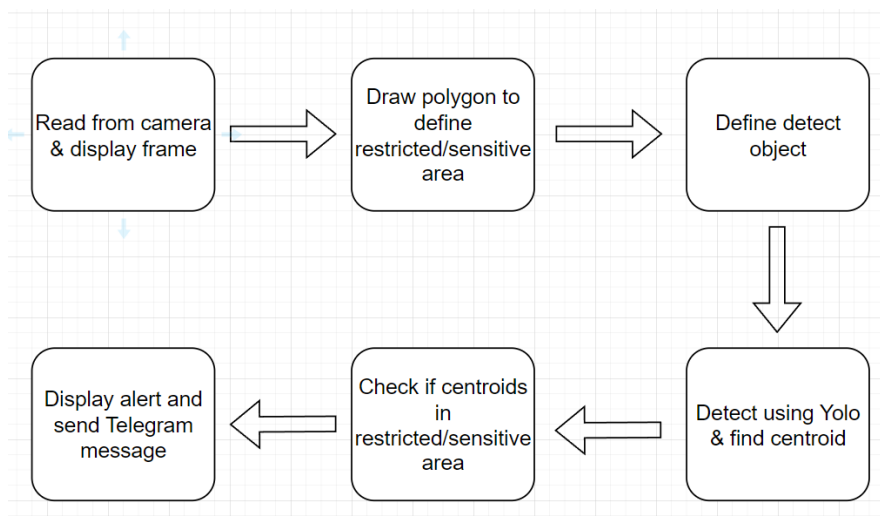 Read from camera
& display frame
Draw polygon to
define
restricted/sensitive
area
Define detect
object
Detect using Yolo
& find centroid
Check if centroids
in
restricted/sensitive
area
Display alert and
send Telegram
message